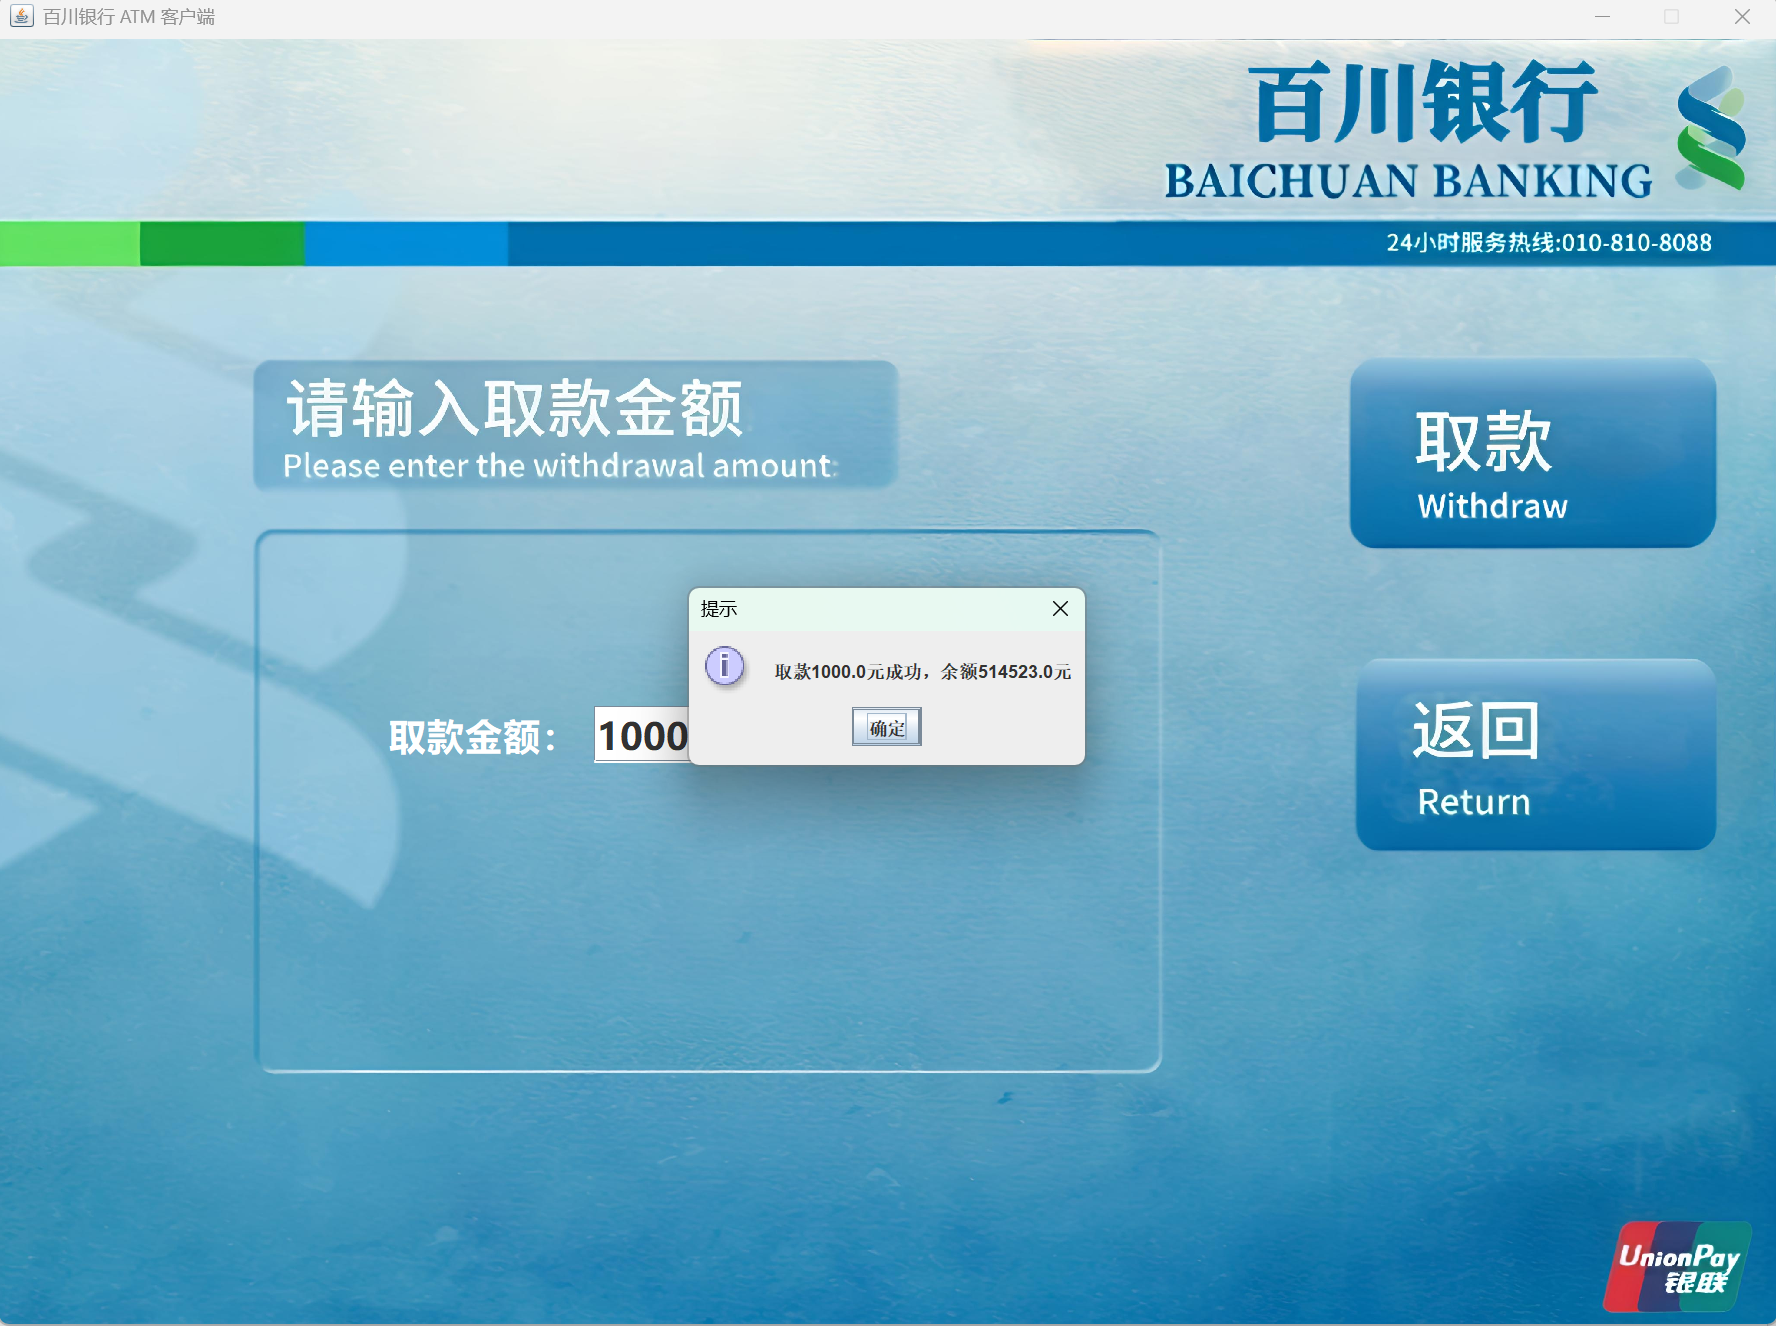 百川银行 ATM 客户端
百川银行
BAICHUAN BANKING
24小时服务热线:010-810-8088
请输入取款金额
Please enter the withdrawal amount:
取款
Withdraw
提示
取款1000.0元成功，余额514523.0元
确定
取款金额：
1000
返回
Return
UnionPay
银联